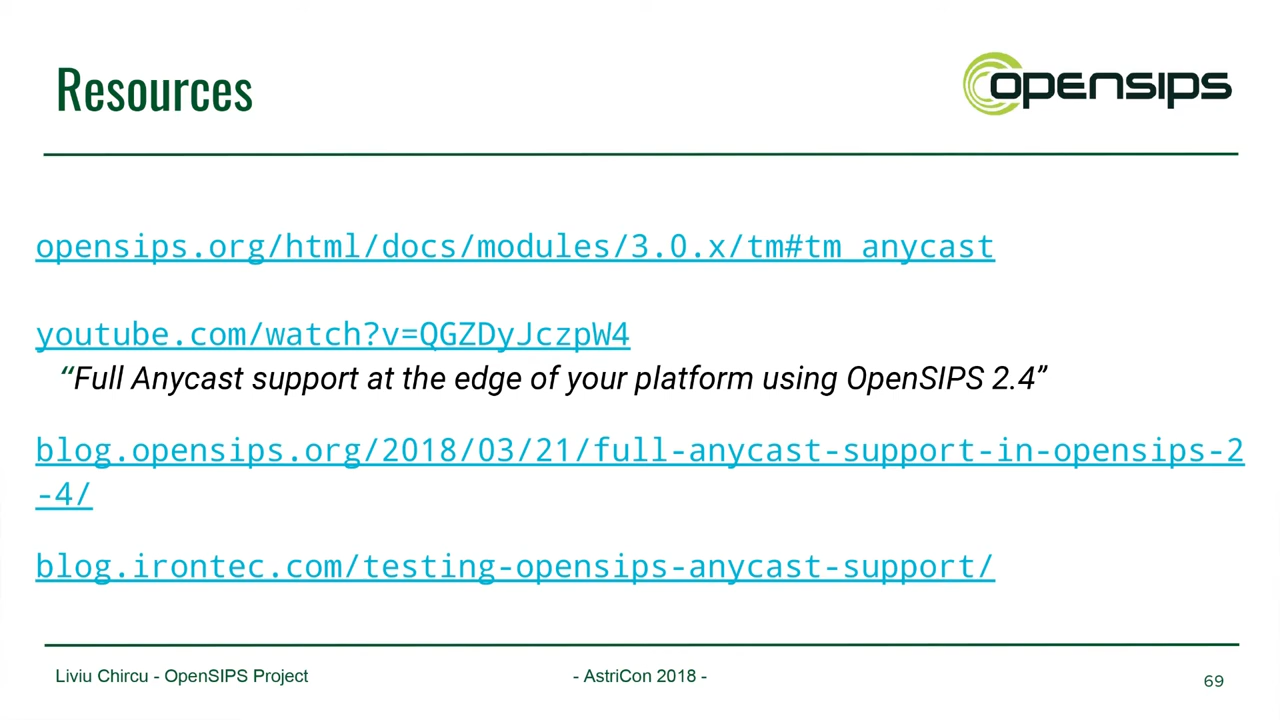 Resources
opensips
opensips.org/html/docs/modules/3.0.x/tm#tm_anycast
youtube.com/watch?v=QGZDyJczpW4
“Full Anycast support at the edge of your platform using OpenSIPS 2.4”
blog.opensips.org/2018/03/21/full-anycast-support-in-opensips-2
-4/
blog.irontec.com/testing-opensips-anycast-support/
Liviu Chircu - OpenSIPS Project
- AstriCon 2018 -
69